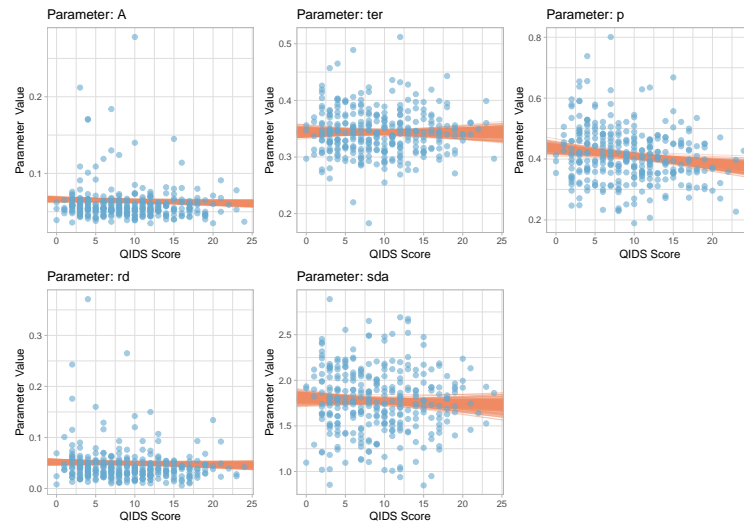 Parameter: A
Parameter: ter
Parameter: p
Parameter Value
0.2
0.1
0 5 10 15 20 25
QIDS Score
Parameter Value
0.5
0.4
0.3
0.2
0 5 10 15 20 25
QIDS Score
Parameter Value
0.8
0.6
0.4
0.2
0 5 10 15 20
QIDS Score
Parameter: rd
Parameter: sda
Parameter Value
0.3
0.2
0.1
0.0
0 5 10 15 20 25
QIDS Score
Parameter Value
2.5
2.0
1.5
1.0
0 5 10 15 20 25
QIDS Score